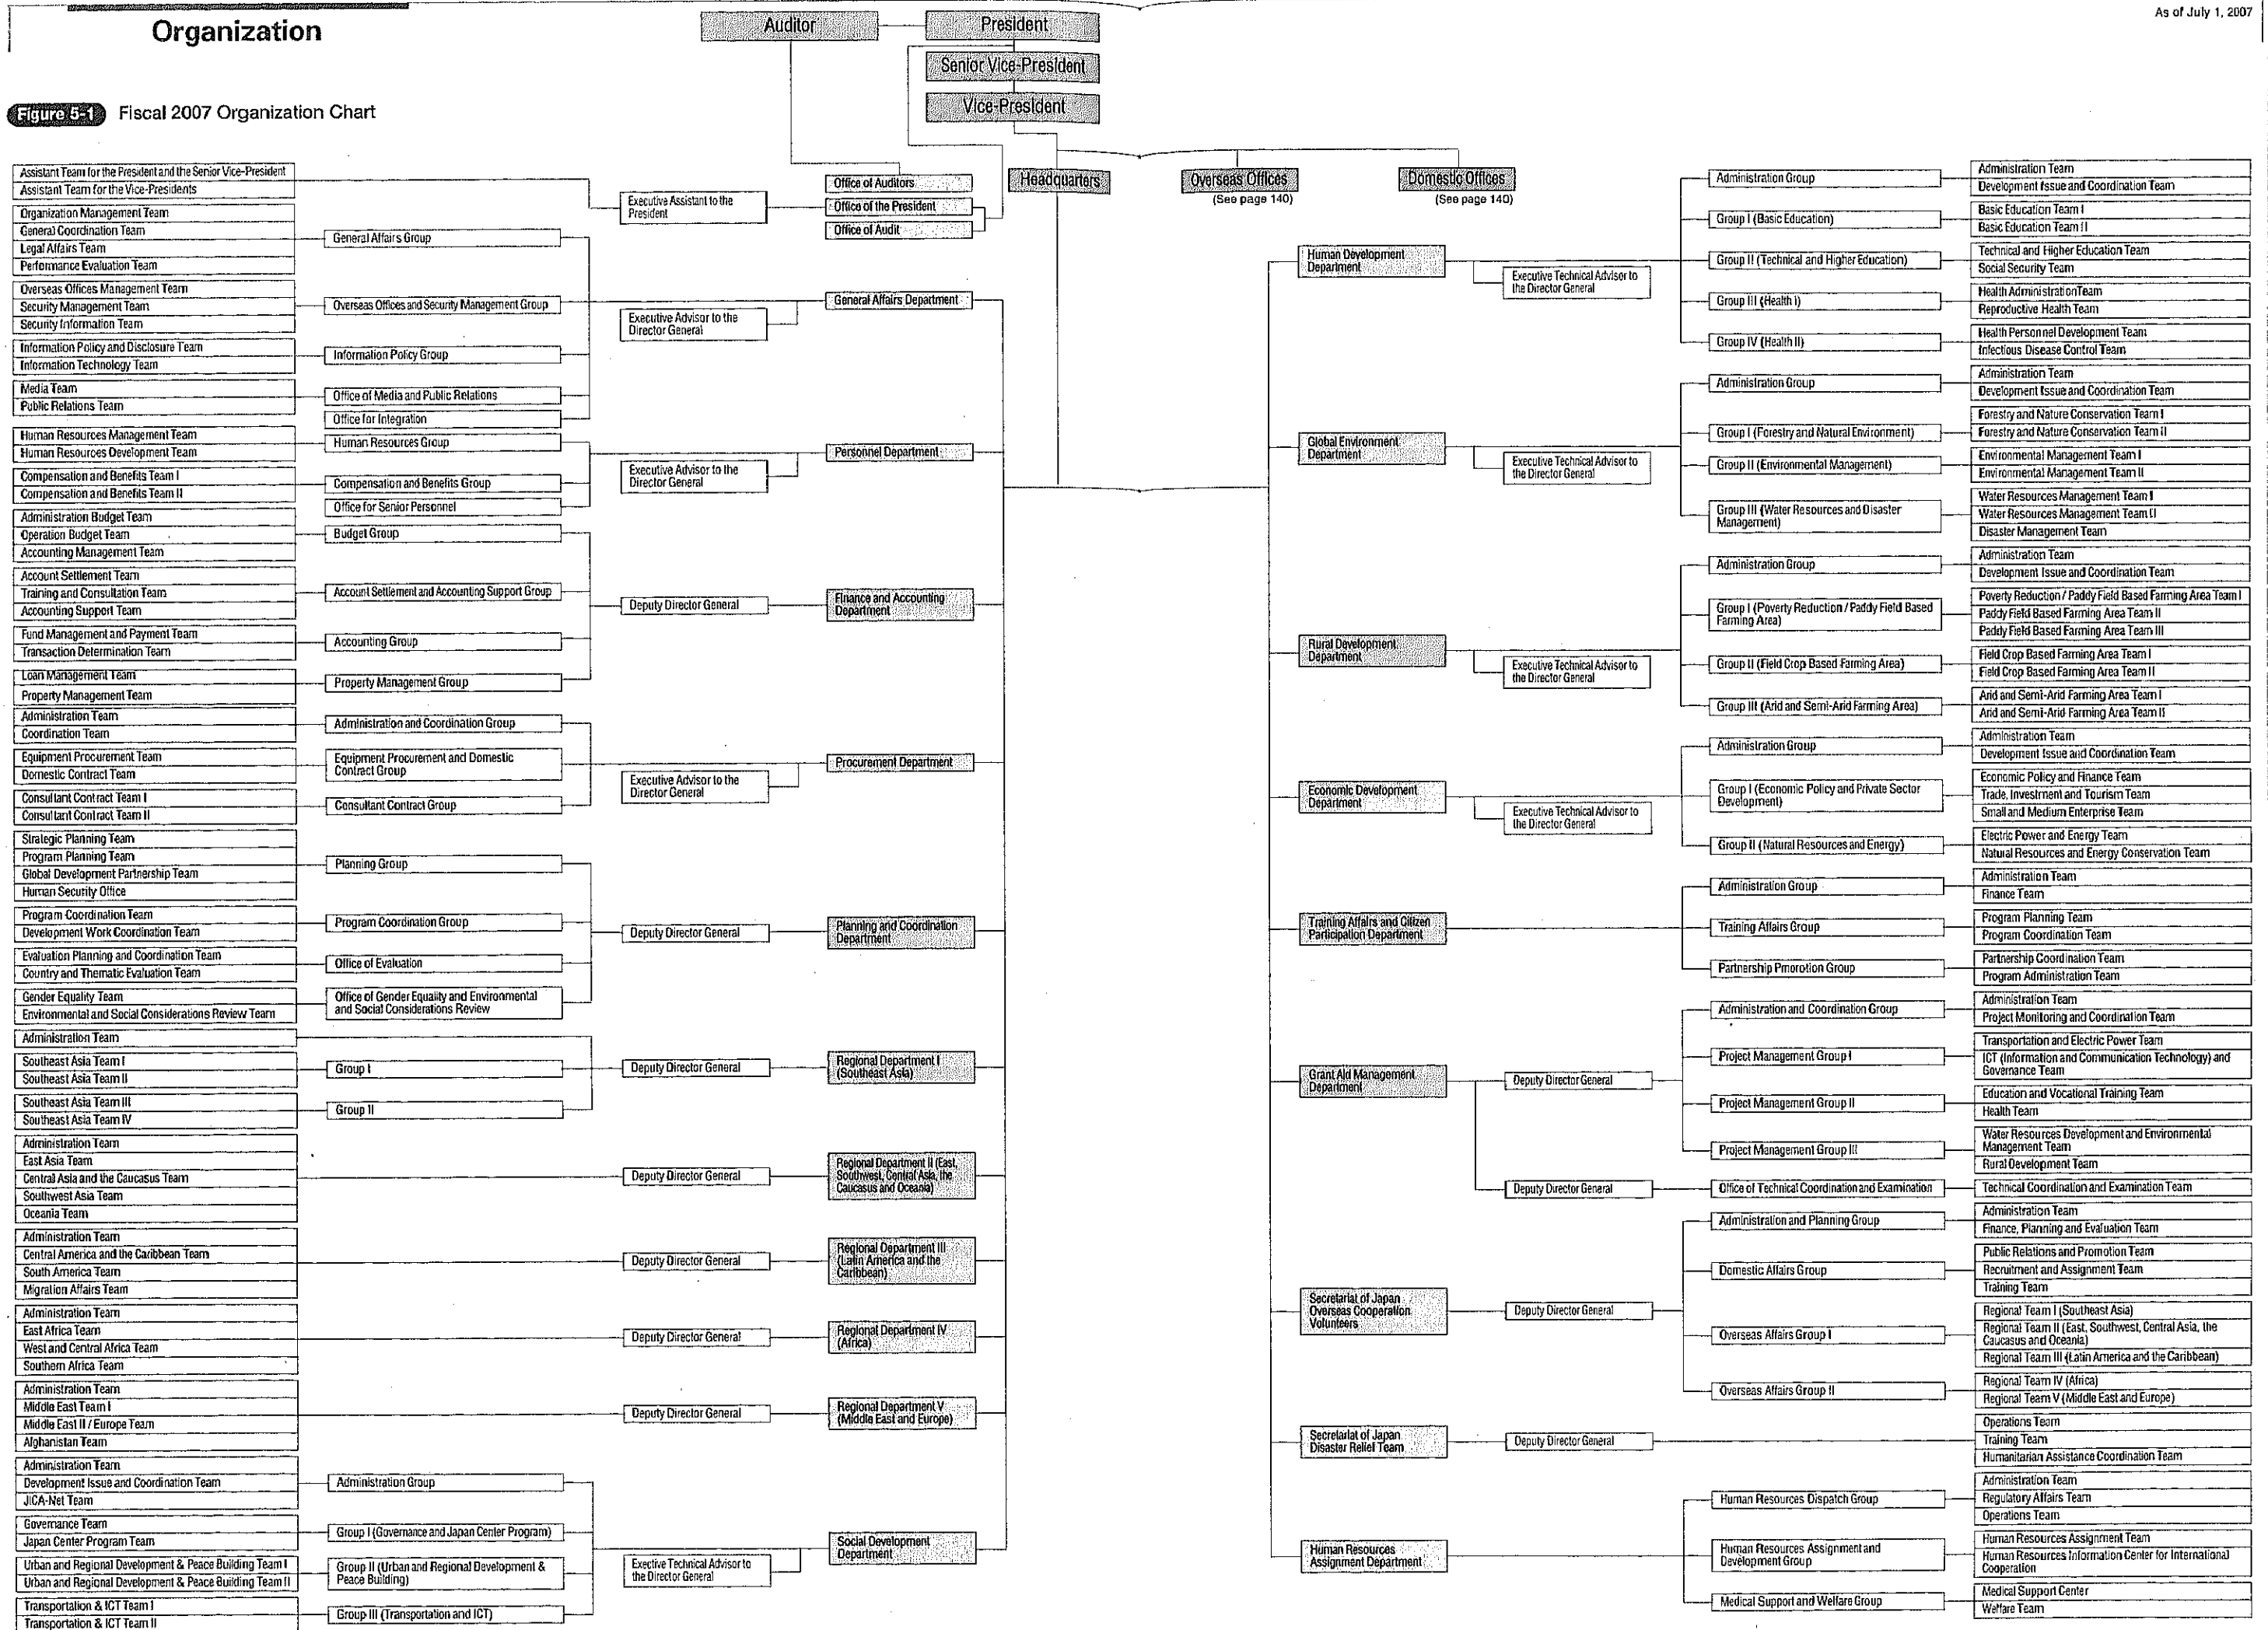 Organization
As of July 1, 2007
Figure 5-1 Fiscal 2007 Organization Chart
Auditor
President
Senior Vice-President
Vice-President
Headquarters
Overseas Offices
(See page 140)
Domestic Offices
(See page 140)
Office of Auditors
Office of the President
Office of Audit
Executive Assistant to the
President
Assistant Team for the President and the Senior Vice-President
Assistant Team for the Vice-Presidents
Organization Management Team
General Coordination Team
Legal Affairs Team
Performance Evaluation Team
General Affairs Group
Overseas Offices Management Team
Security Management Team
Security Information Team
Overseas Offices and Security Management Group
Executive Advisor to the
Director General
General Affairs Department
Information Policy and Disclosure Team
Information Technology Team
Information Policy Group
Media Team
Public Relations Team
Office of Media and Public Relations
Office for Integration
Human Resources Management Team
Human Resources Development Team
Human Resources Group
Executive Advisor to the
Director General
Personnel Department
Compensation and Benefits Team I
Compensation and Benefits Team II
Compensation and Benefits Group
Office for Senior Personnel
Administration Budget Team
Operation Budget Team
Accounting Management Team
Budget Group
Account Settlement Team
Training and Consultation Team
Accounting Support Team
Account Settlement and Accounting Support Group
Deputy Director General
Finance and Accounting
Department
Fund Management and Payment Team
Transaction Determination Team
Accounting Group
Loan Management Team
Property Management Team
Property Management Group
Administration Team
Coordination Team
Administration and Coordination Group
Equipment Procurement Team
Domestic Contract Team
Equipment Procurement and Domestic
Contract Group
Executive Advisor to the
Director General
Procurement Department
Consultant Contract Team I
Consultant Contract Team II
Consultant Contract Group
Strategic Planning Team
Program Planning Team
Global Development Partnership Team
Human Security Office
Planning Group
Program Coordination Team
Development Work Coordination Team
Program Coordination Group
Deputy Director General
Planning and Coordination
Department
Evaluation Planning and Coordination Team
Country and Thematic Evaluation Team
Office of Evaluation
Gender Equality Team
Environmental and Social Considerations Review Team
Office of Gender Equality and Environmental
and Social Considerations Review
Administration Team
Southeast Asia Team I
Southeast Asia Team II
Group I
Deputy Director General
Regional Department I
(Southeast Asia)
Southeast Asia Team III
Southeast Asia Team IV
Group II
Administration Team
East Asia Team
Central Asia and the Caucasus Team
Southwest Asia Team
Oceania Team
Deputy Director General
Regional Department II (East,
Southwest, Central Asia, the
Caucasus and Oceania)
Administration Team
Central America and the Caribbean Team
South America Team
Migration Affairs Team
Deputy Director General
Regional Department III
(Latin America and the
Caribbean)
Administration Team
East Africa Team
West and Central Africa Team
Southern Africa Team
Deputy Director General
Regional Department IV
(Africa)
Administration Team
Middle East Team I
Middle East II / Europe Team
Afghanistan Team
Deputy Director General
Regional Department V
(Middle East and Europe)
Administration Team
Development Issue and Coordination Team
JICA-Net Team
Administration Group
Governance Team
Japan Center Program Team
Group I (Governance and Japan Center Program)
Urban and Regional Development & Peace Building Team I
Urban and Regional Development & Peace Building Team II
Group II (Urban and Regional Development &
Peace Building)
Exective Technical Advisor to
the Director General
Social Development
Department
Transportation & ICT Team I
Transportation & ICT Team II
Group III (Transportation and ICT)
Human Development
Department
Executive Technical Advisor to
the Director General
Administration Group
Administration Team
Development Issue and Coordination Team
Group I (Basic Education)
Basic Education Team I
Basic Education Team II
Group II (Technical and Higher Education)
Technical and Higher Education Team
Social Security Team
Group III (Health I)
Health AdministrationTeam
Reproductive Health Team
Group IV (Health II)
Health Personnel Development Team
Infectious Disease Control Team
Global Environment
Department
Executive Technical Advisor to
the Director General
Administration Group
Administration Team
Development Issue and Coordination Team
Group I (Forestry and Natural Environment)
Forestry and Nature Conservation Team I
Forestry and Nature Conservation Team II
Group II (Environmental Management)
Environmental Management Team I
Environmental Management Team II
Group III (Water Resources and Disaster
Management)
Water Resources Management Team I
Water Resources Management Team II
Disaster Management Team
Rural Development
Department
Executive Technical Advisor to
the Director General
Administration Group
Administration Team
Development Issue and Coordination Team
Group I (Poverty Reduction / Paddy Field Based
Farming Area)
Poverty Reduction / Paddy Field Based Farming Area Team I
Paddy Field Based Farming Area Team II
Paddy Field Based Farming Area Team III
Group II (Field Crop Based Farming Area)
Field Crop Based Farming Area Team I
Field Crop Based Farming Area Team II
Group III (Arid and Semi-Arid Farming Area)
Arid and Semi-Arid Farming Area Team I
Arid and Semi-Arid Farming Area Team II
Economic Development
Department
Executive Technical Advisor to
the Director General
Administration Group
Administration Team
Development Issue and Coordination Team
Group I (Economic Policy and Private Sector
Development)
Economic Policy and Finance Team
Trade, Investment and Tourism Team
Small and Medium Enterprise Team
Group II (Natural Resources and Energy)
Electric Power and Energy Team
Natural Resources and Energy Conservation Team
Training Affairs and Citizen
Participation Department
Administration Group
Administration Team
Finance Team
Training Affairs Group
Program Planning Team
Program Coordination Team
Partnership Pmorotion Group
Partnership Coordination Team
Program Administration Team
Grant Aid Management
Department
Deputy Director General
Administration and Coordination Group
Administration Team
Project Monitoring and Coordination Team
Project Management Group I
Transportation and Electric Power Team
ICT (Information and Communication Technology) and
Governance Team
Project Management Group II
Education and Vocational Training Team
Health Team
Project Management Group III
Water Resources Development and Environmental
Management Team
Rural Development Team
Deputy Director General
Office of Technical Coordination and Examination
Technical Coordination and Examination Team
Secretariat of Japan
Overseas Cooperation
Volunteers
Deputy Director General
Administration and Planning Group
Administration Team
Finance, Planning and Evaluation Team
Domestic Affairs Group
Public Relations and Promotion Team
Recruitment and Assignment Team
Training Team
Overseas Affairs Group I
Regional Team I (Southeast Asia)
Regional Team II (East, Southwest, Central Asia, the
Caucasus and Oceania)
Regional Team III (Latin America and the Caribbean)
Overseas Affairs Group II
Regional Team IV (Africa)
Regional Team V (Middle East and Europe)
Secretariat of Japan
Disaster Relief Team
Deputy Director General
Operations Team
Training Team
Humanitarian Assistance Coordination Team
Human Resources
Assignment Department
Human Resources Dispatch Group
Administration Team
Regulatory Affairs Team
Operations Team
Human Resources Assignment and
Development Group
Human Resources Assignment Team
Human Resources Information Center for International
Cooperation
Medical Support and Welfare Group
Medical Support Center
Welfare Team